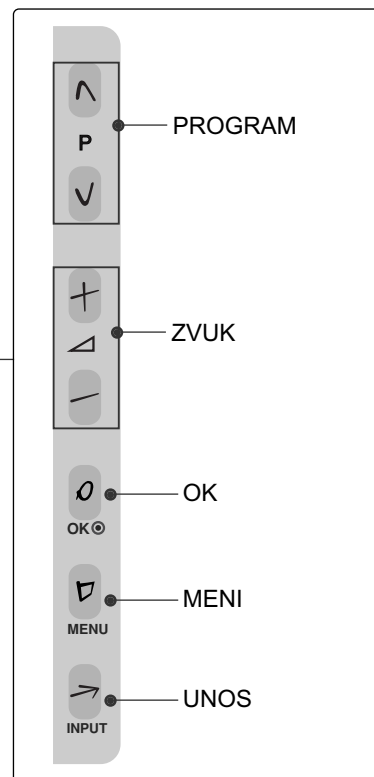 P
PROGRAM
ZVUK
OK
OK
MENU
MENI
INPUT
UNOS